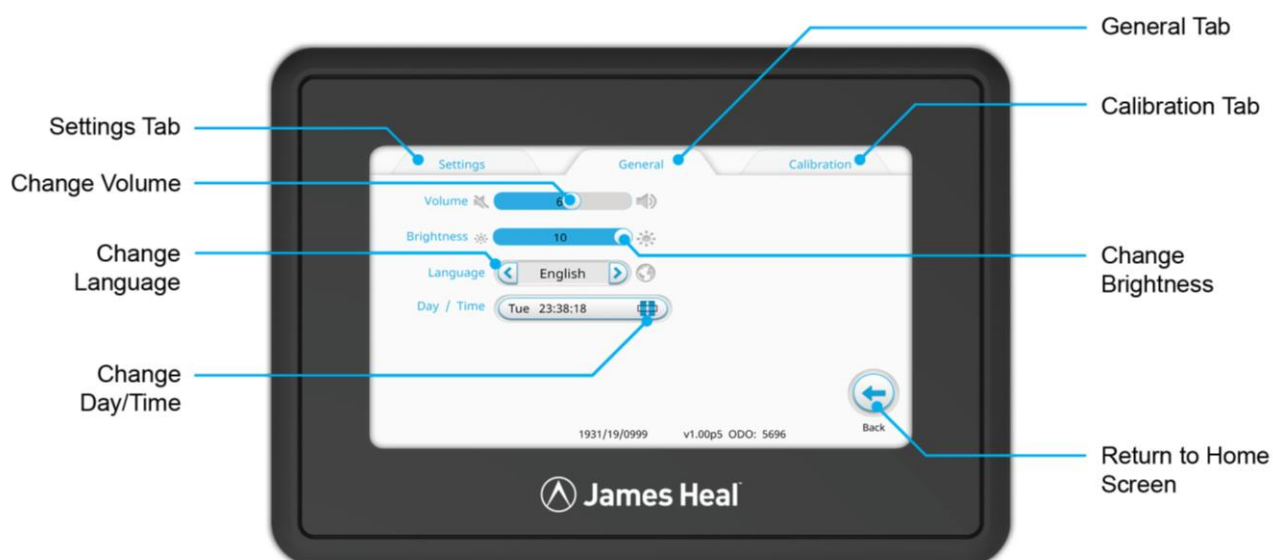 General Tab
Calibration Tab
Settings Tab
Change Volume
Change
Language
Change
Day/Time
Change
Brightness
Return to Home
Screen
Settings
General
Calibration
Volume
6
Brightness
10
Language
English
Day / Time
Tue 23:38:18
Back
1931/19/0999 v1.00p5 ODO: 5696
James Heal